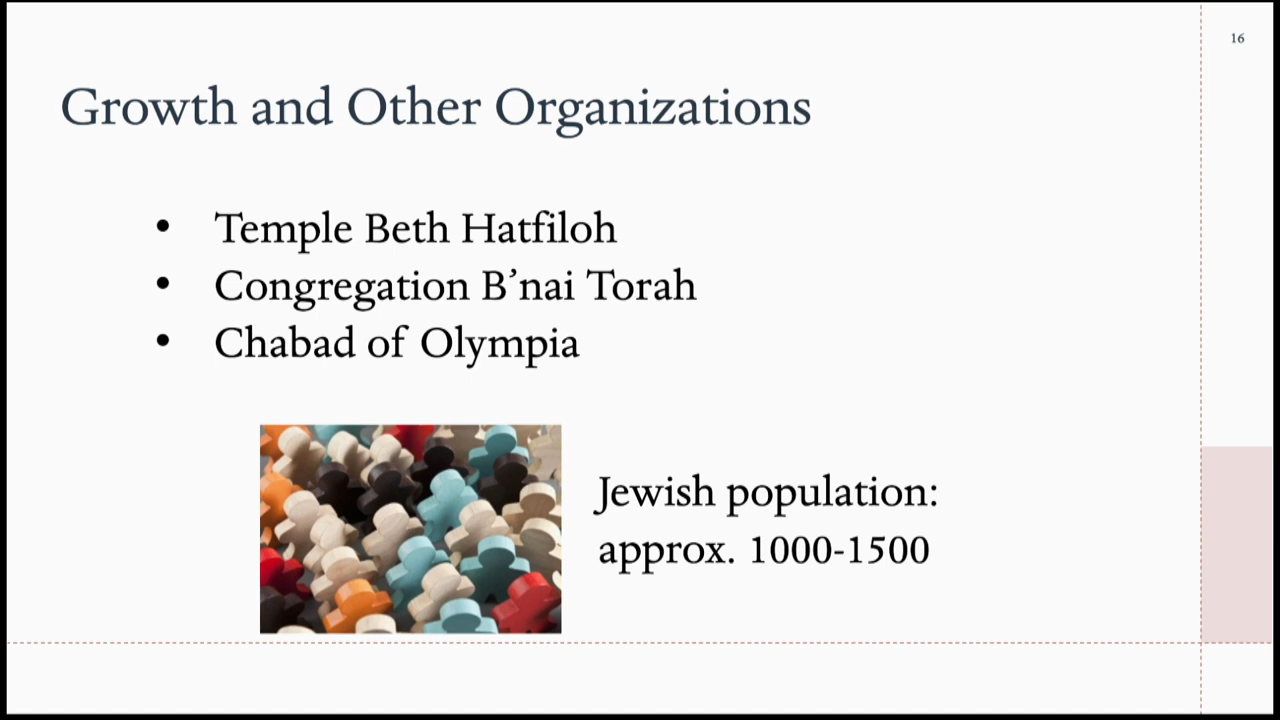 16
Growth and Other Organizations
• Temple Beth Hatfiloh
• Congregation B’nai Torah
• Chabad of Olympia
Jewish population:
approx. 1000-1500